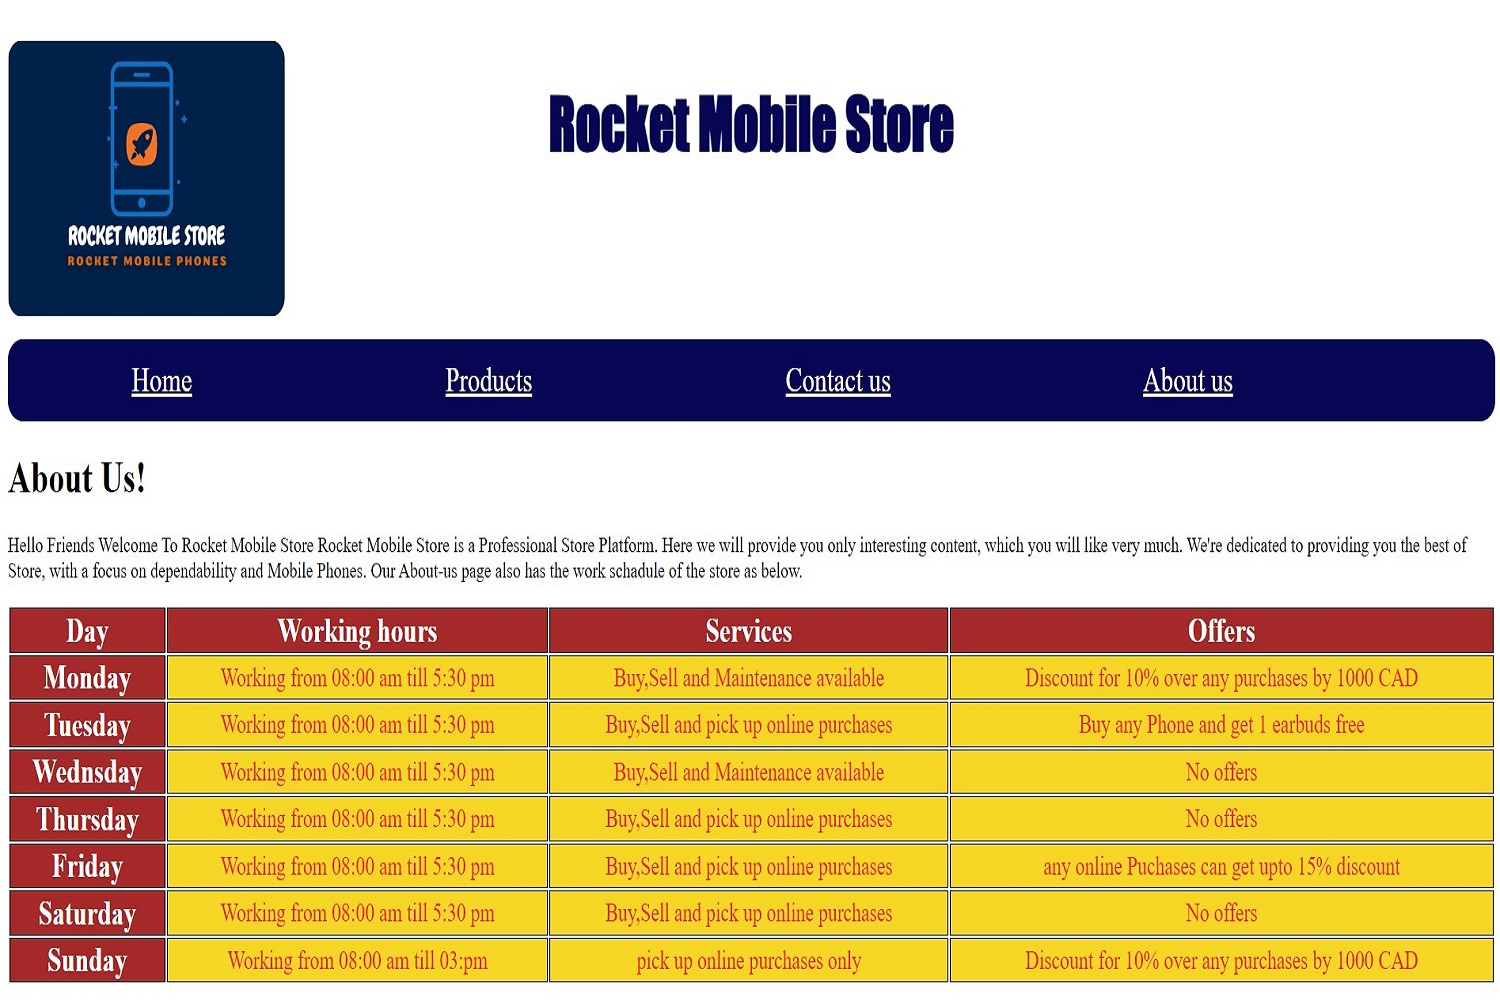 ROCKET MOBILE STORE
ROCKET MOBILE PHONES
Rocket Mobile Store
Home Products Contact us About us
About Us!
Hello Friends Welcome To Rocket Mobile Store Rocket Mobile Store is a Professional Store Platform. Here we will provide you only interesting content, which you will like very much. We're dedicated to providing you the best of
Store, with a focus on dependability and Mobile Phones. Our About-us page also has the work schadule of the store as below.
Day Working hours Services Offers
Monday Working from 08:00 am till 5:30 pm Buy,Sell and Maintenance available Discount for 10% over any purchases by 1000 CAD
Tuesday Working from 08:00 am till 5:30 pm Buy,Sell and pick up online purchases Buy any Phone and get 1 earbuds free
Wednsday Working from 08:00 am till 5:30 pm Buy,Sell and Maintenance available No offers
Thursday Working from 08:00 am till 5:30 pm Buy,Sell and pick up online purchases No offers
Friday Working from 08:00 am till 5:30 pm Buy,Sell and pick up online purchases any online Puchases can get upto 15% discount
Saturday Working from 08:00 am till 5:30 pm Buy,Sell and pick up online purchases No offers
Sunday Working from 08:00 am till 03:pm pick up online purchases only Discount for 10% over any purchases by 1000 CAD